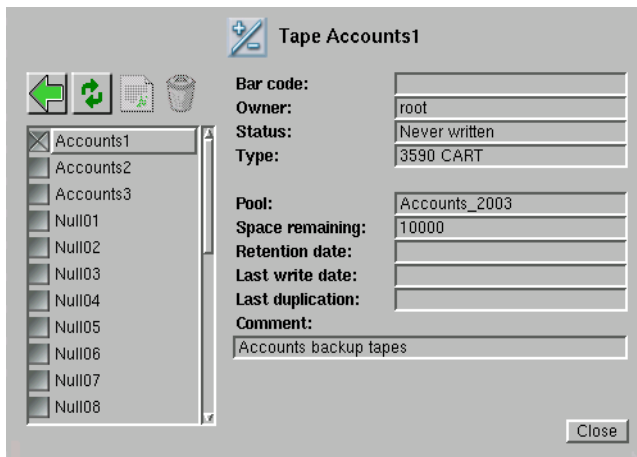 Tape Accounts1
Accounts1
Accounts2
Accounts3
Null01
Null02
Null03
Null04
Null05
Null06
Null07
Null08
Bar code:
Owner: root
Status: Never written
Type: 3590 CART
Pool: Accounts_2003
Space remaining: 10000
Retention date:
Last write date:
Last duplication:
Comment:
Accounts backup tapes
Close